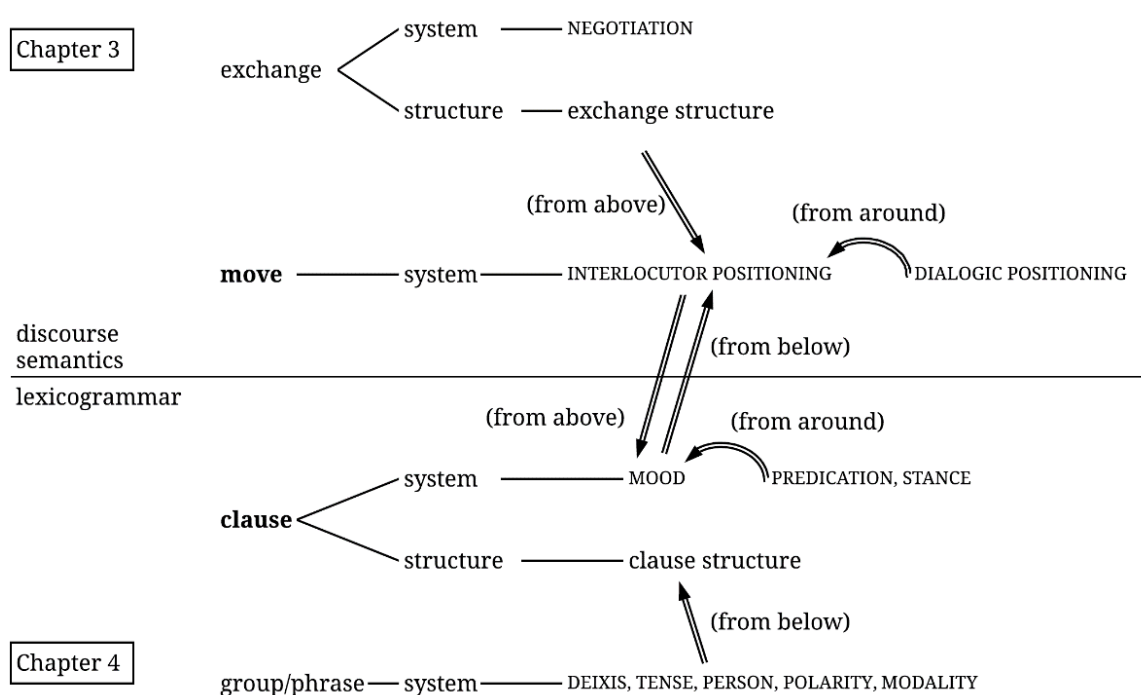 system NEGOTIATION
Chapter 3
exchange
structure exchange structure
(from above)
(from around)
move system INTERLOCUTOR POSITIONING DIALOGIC POSITIONING
discourse
semantics
(from below)
lexicogrammar
(from above)
(from around)
system MOOD PREDICATION, STANCE
clause
structure clause structure
(from below)
Chapter 4
group/phrase system DEIXIS, TENSE, PERSON, POLARITY, MODALITY